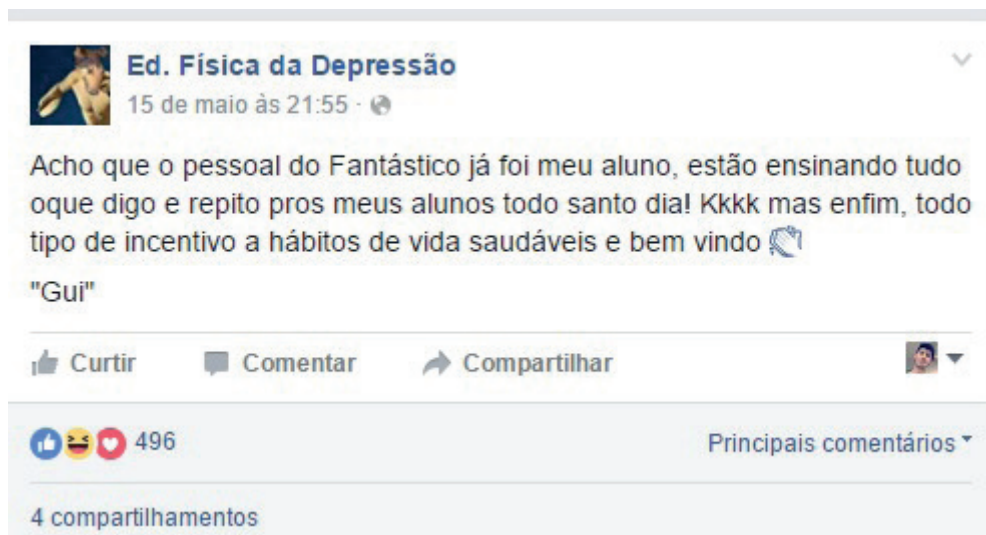 Ed. Física da Depressão
15 de maio às 21:55 ·
Acho que o pessoal do Fantástico já foi meu aluno, estão ensinando tudo
oque digo e repito pros meus alunos todo santo dia! Kkkk mas enfim, todo
tipo de incentivo a hábitos de vida saudáveis e bem vindo
"Gui"
Curtir Comentar Compartilhar
496 Principais comentários
4 compartilhamentos